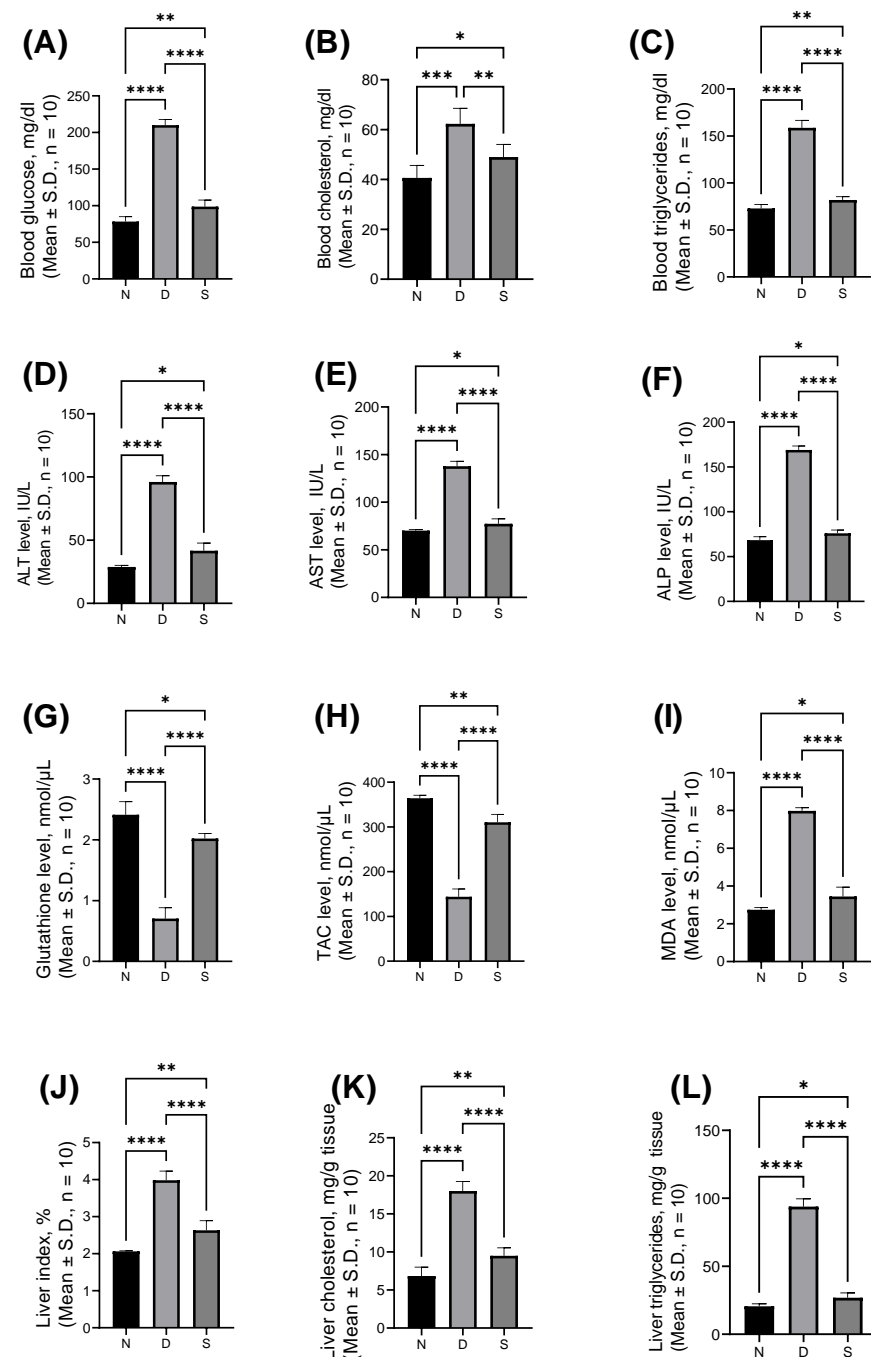 (A)
**
****
****
Blood glucose, mg/dl
(Mean ± S.D., n = 10)
250
200
150
100
50
0
N D S
(B)
*
***
**
Blood cholesterol, mg/dl
(Mean ± S.D., n = 10)
80
60
40
20
0
N D S
(C)
**
****
****
Blood triglycerides, mg/dl
(Mean ± S.D., n = 10)
200
150
100
50
0
N D S
(D)
*
****
****
ALT level, IU/L
(Mean ± S.D., n = 10)
150
100
50
0
N D S
(E)
*
****
****
AST level, IU/L
(Mean ± S.D., n = 10)
200
150
100
50
0
N D S
(F)
*
****
****
ALP level, IU/L
(Mean ± S.D., n = 10)
200
150
100
50
0
N D S
(G)
*
****
****
Glutathione level, nmol/µL
(Mean ± S.D., n = 10)
3
2
1
0
N D S
(H)
**
****
****
TAC level, nmol/µL
(Mean ± S.D., n = 10)
400
300
200
100
0
N D S
(I)
*
****
****
MDA level, nmol/µL
(Mean ± S.D., n = 10)
10
8
6
4
2
0
N D S
(J)
**
****
****
Liver index, %
(Mean ± S.D., n = 10)
5
4
3
2
1
0
N D S
(K)
**
****
****
Liver cholesterol, mg/g tissue
(Mean ± S.D., n = 10)
25
20
15
10
5
0
N D S
(L)
*
****
****
Liver triglycerides, mg/g tissue
(Mean ± S.D., n = 10)
150
100
50
0
N D S